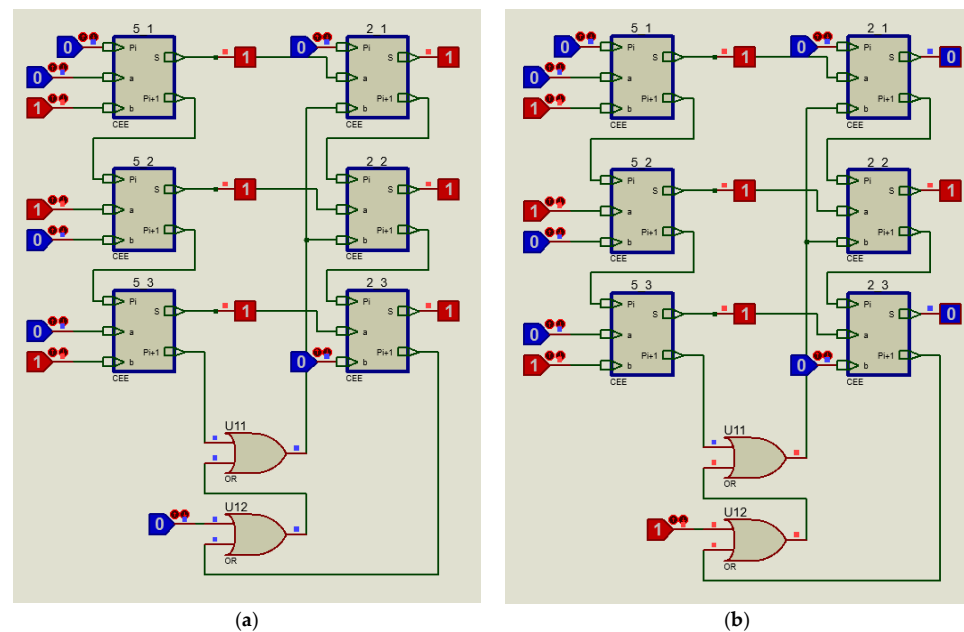 5_1
2_1
0 Pi S 1 0 Pi S 1
0 a a
1 b Pi+1 b Pi+1
CEE CEE
5_2
2_2
Pi S 1 Pi S 1
1 a a
0 b Pi+1 b Pi+1
CEE CEE
5_3
2_3
Pi S 1 Pi S 1
0 a a
1 b Pi+1 0 b Pi+1
CEE CEE
U11
OR
U12
0
OR
(a)
5_1
2_1
0 Pi S 1 0 Pi S 0
0 a a
1 b Pi+1 b Pi+1
CEE CEE
5_2
2_2
Pi S 1 Pi S 1
1 a a
0 b Pi+1 b Pi+1
CEE CEE
5_3
2_3
Pi S 1 Pi S 0
0 a a
1 b Pi+1 0 b Pi+1
CEE CEE
U11
OR
U12
1
OR
(b)